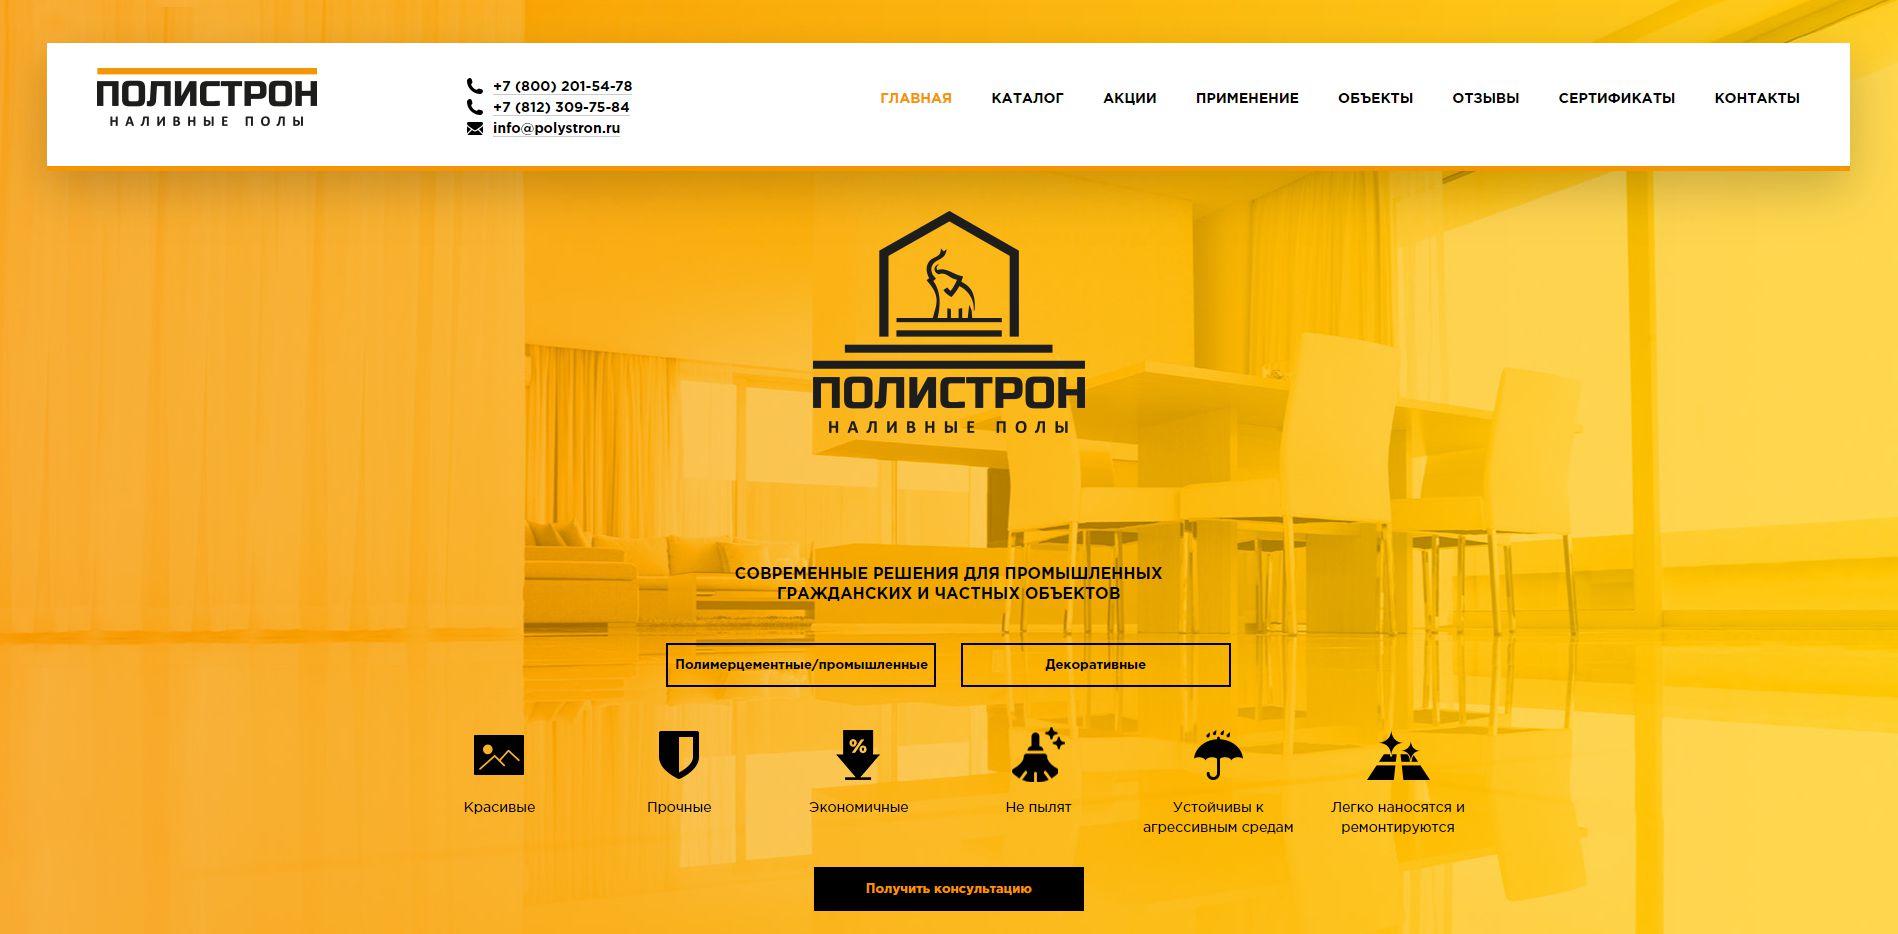 ПОЛИСТРОН
НАЛИВНЫЕ ПОЛЫ
+7 (800) 201-54-78
+7 (812) 309-75-84
info@polystron.ru
ГЛАВНАЯ КАТАЛОГ АКЦИИ ПРИМЕНЕНИЕ ОБЪЕКТЫ ОТЗЫВЫ СЕРТИФИКАТЫ КОНТАКТЫ
ПОЛИСТРОН
НАЛИВНЫЕ ПОЛЫ
СОВРЕМЕННЫЕ РЕШЕНИЯ ДЛЯ ПРОМЫШЛЕННЫХ
ГРАЖДАНСКИХ И ЧАСТНЫХ ОБЪЕКТОВ
Полимерцементные/промышленные
Декоративные
%
Красивые
Прочные
Экономичные
Не пылят
Устойчивы к
агрессивным средам
Легко наносятся и
ремонтируются
Получить консультацию